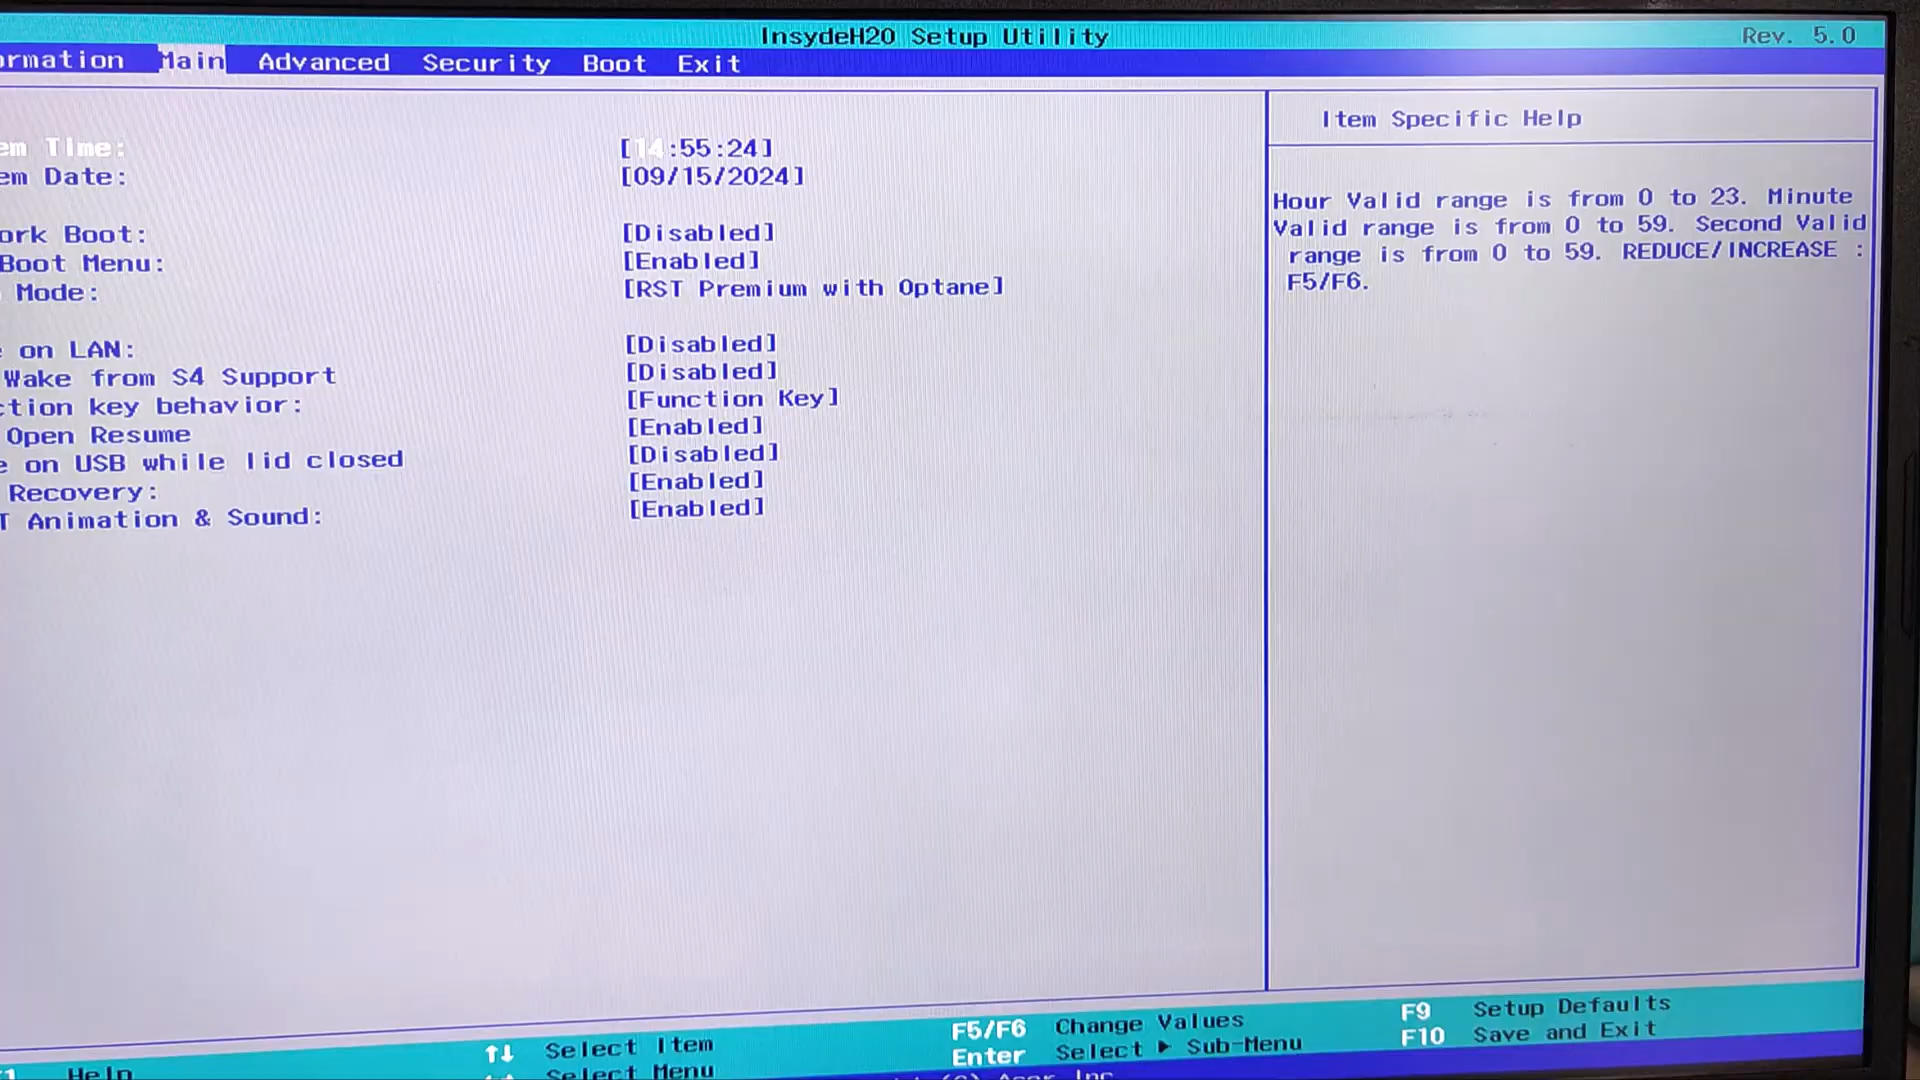 InsydeH20 Setup Utility Rev. 5.0
ormation Main Advanced Security Boot Exit
Item Specific Help
em Time: [14:55:24]
em Date: [09/15/2024]
ork Boot: [Disabled]
Boot Menu: [Enabled]
Mode: [RST Premium with Optane]
e on LAN: [Disabled]
Wake from S4 Support [Disabled]
ction key behavior: [Function Key]
Open Resume [Enabled]
e on USB while lid closed [Disabled]
Recovery: [Enabled]
T Animation & Sound: [Enabled]
Hour Valid range is from 0 to 23. Minute
Valid range is from 0 to 59. Second Valid
range is from 0 to 59. REDUCE/INCREASE :
F5/F6.
F1 Help ↑↓ Select Item F5/F6 Change Values F9 Setup Defaults
Select Menu Enter Select ▶ Sub-Menu F10 Save and Exit
(C) Acer Inc